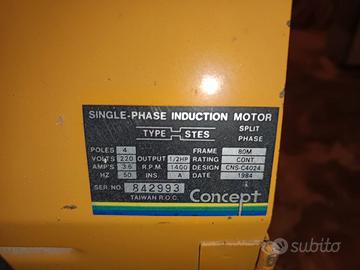 SINGLE-PHASE INDUCTION MOTOR
TYPE STES SPLIT PHASE
POLES 4 FRAME 80M
VOLTS 220 OUTPUT 1/2HP RATING CONT
AMP'S 3.5 R.P.M. 1400 DESIGN CNS-C4024
HZ 50 INS. A DATE 1984
SER.NO. 842993
TAIWAN R.O.C. Concept
subito